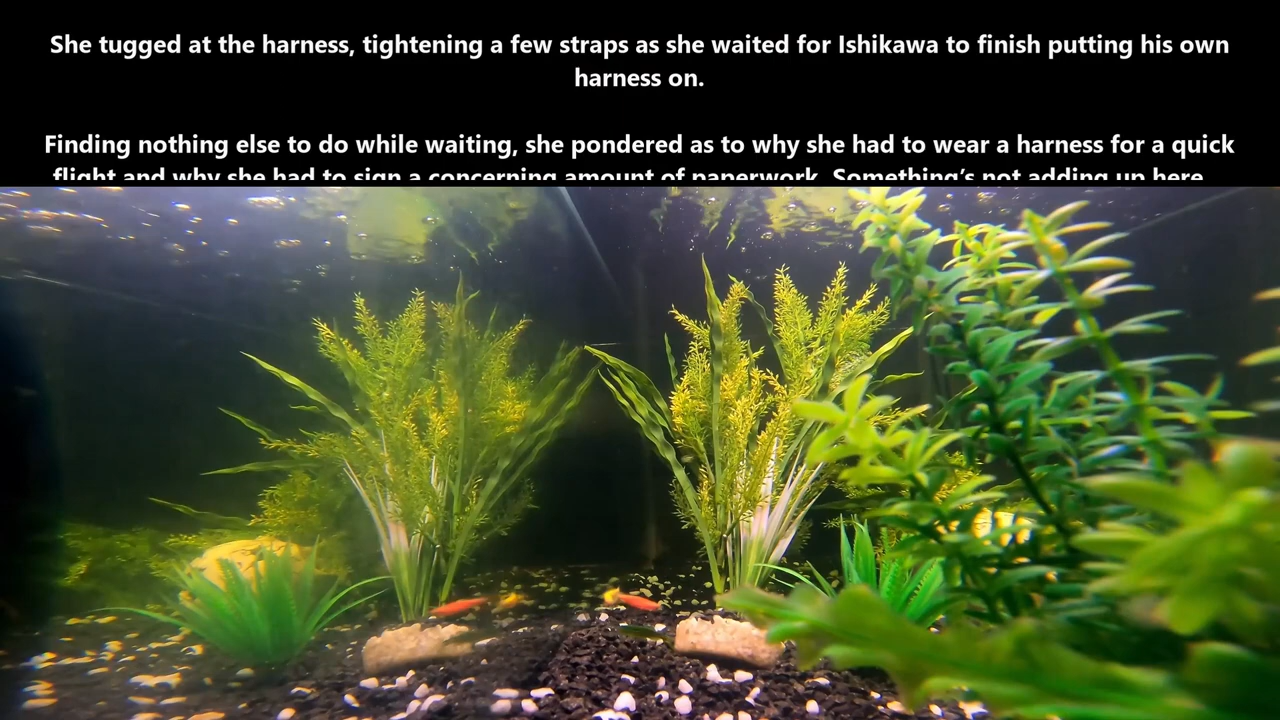 She tugged at the harness, tightening a few straps as she waited for Ishikawa to finish putting his own
harness on.
Finding nothing else to do while waiting, she pondered as to why she had to wear a harness for a quick
flight and why she had to sign a concerning amount of paperwork. Something's not adding up here